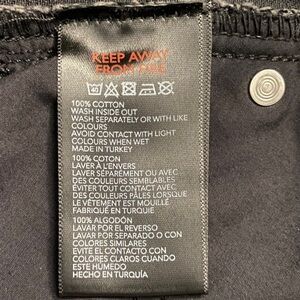 KEEP AWAY
FROM FIRE
40
100% COTTON
WASH INSIDE OUT
WASH SEPARATELY OR WITH LIKE
COLOURS
AVOID CONTACT WITH LIGHT
COLOURS WHEN WET
MADE IN TURKEY
100% COTON
LAVER À L'ENVERS
LAVER SÉPARÉMENT OU AVEC
DES COULEURS SEMBLABLES
ÉVITER TOUT CONTACT AVEC
DES COULEURS PÂLES LORSQUE
LE VÊTEMENT EST MOUILLÉ
FABRIQUÉ EN TURQUIE
100% ALGODÓN
LAVAR POR EL REVERSO
LAVAR POR SEPARADO O CON
COLORES SIMILARES
EVITE EL CONTACTO CON
COLORES CLAROS CUANDO
ESTE HÚMEDO
HECHO EN TURQUÍA